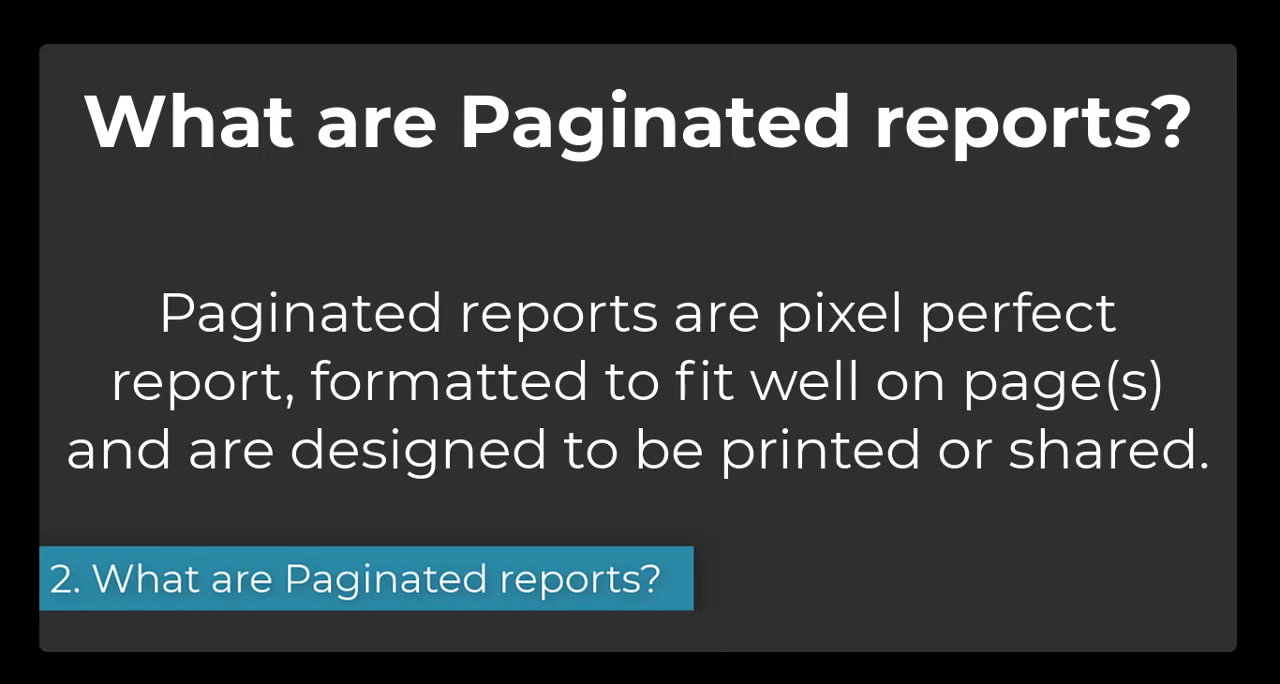 What are Paginated reports?
Paginated reports are pixel perfect
report, formatted to fit well on page(s)
and are designed to be printed or shared.
2. What are Paginated reports?